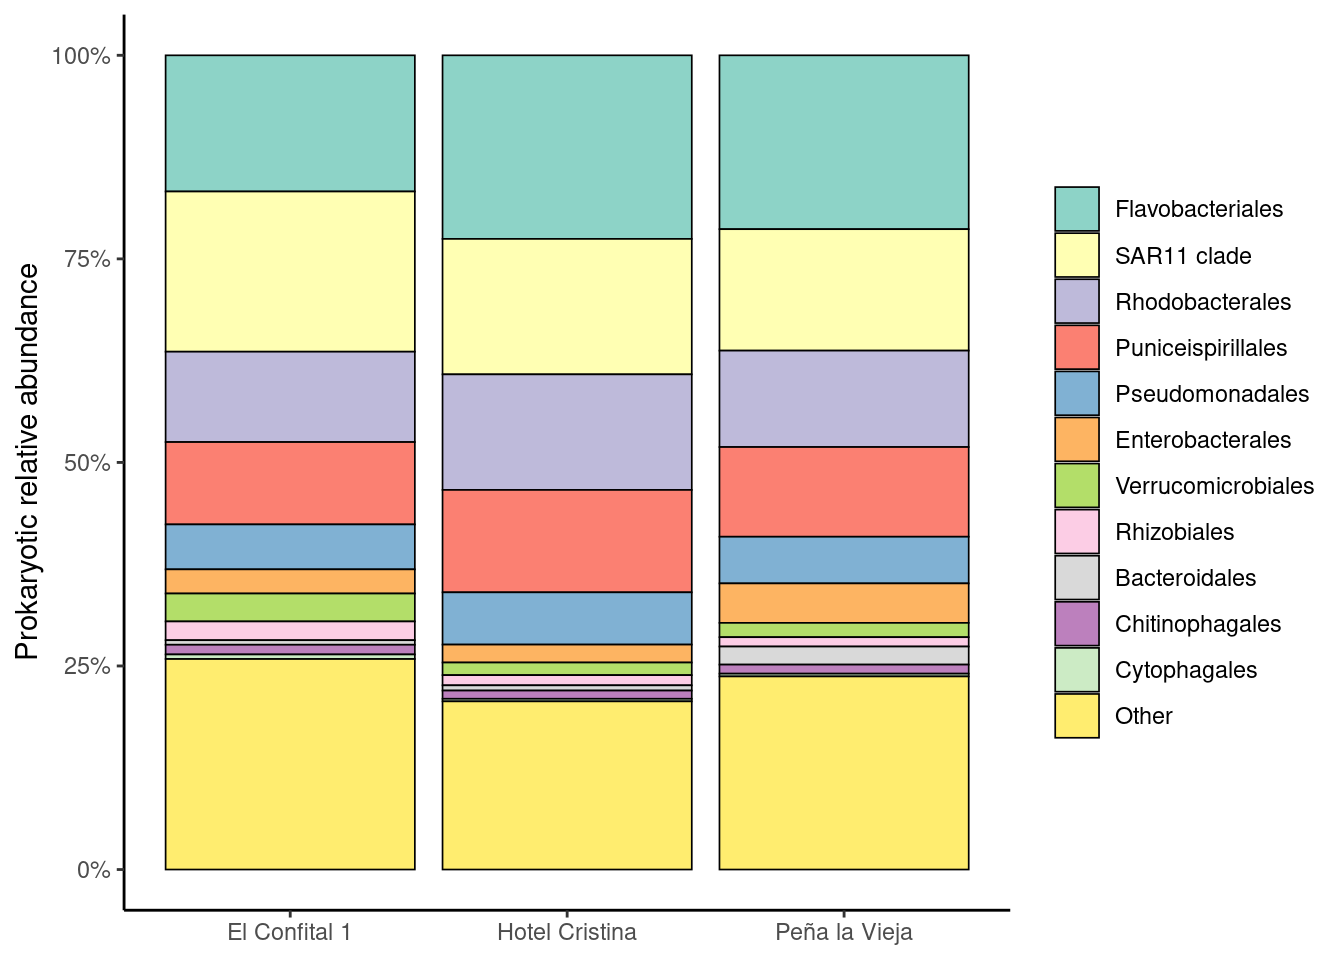 Prokaryotic relative abundance
100%
75%
50%
25%
0%
El Confital 1
Hotel Cristina
Peña la Vieja
Flavobacteriales
SAR11 clade
Rhodobacterales
Puniceispirillales
Pseudomonadales
Enterobacterales
Verrucomicrobiales
Rhizobiales
Bacteroidales
Chitinophagales
Cytophagales
Other